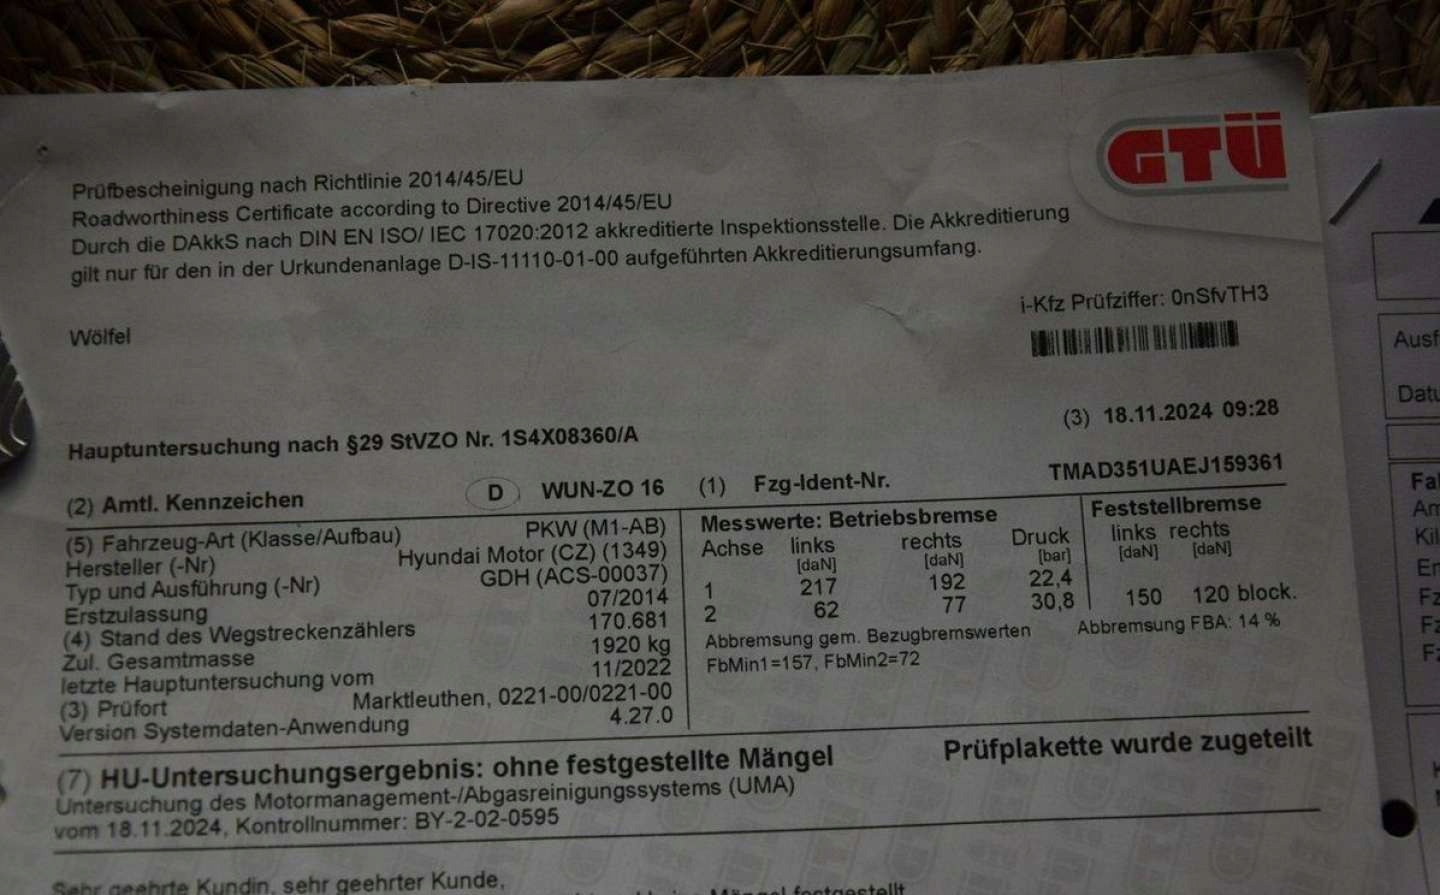 GTÜ
Prüfbescheinigung nach Richtlinie 2014/45/EU
Roadworthiness Certificate according to Directive 2014/45/EU
Durch die DAkkS nach DIN EN ISO/ IEC 17020:2012 akkreditierte Inspektionsstelle. Die Akkreditierung
gilt nur für den in der Urkundenanlage D-IS-11110-01-00 aufgeführten Akkreditierungsumfang.
i-Kfz Prüfziffer: 0nSfvTH3
Wölfel
(3) 18.11.2024 09:28
Hauptuntersuchung nach §29 StVZO Nr. 1S4X08360/A
(2) Amtl. Kennzeichen D WUN-ZO 16 (1) Fzg-Ident-Nr. TMAD351UAEJ159361
(5) Fahrzeug-Art (Klasse/Aufbau) PKW (M1-AB)
Hersteller (-Nr) Hyundai Motor (CZ) (1349)
Typ und Ausführung (-Nr) GDH (ACS-00037)
Erstzulassung 07/2014
(4) Stand des Wegstreckenzählers 170.681
Zul. Gesamtmasse 1920 kg
letzte Hauptuntersuchung vom 11/2022
(3) Prüfort Marktleuthen, 0221-00/0221-00
Version Systemdaten-Anwendung 4.27.0
Messwerte: Betriebsbremse Feststellbremse
Achse links rechts Druck links rechts
[daN] [daN] [bar] [daN] [daN]
1 217 192 22,4
2 62 77 30,8 150 120 block.
Abbremsung gem. Bezugbremswerten Abbremsung FBA: 14 %
FbMin1=157, FbMin2=72
(7) HU-Untersuchungsergebnis: ohne festgestellte Mängel Prüfplakette wurde zugeteilt
Untersuchung des Motormanagement-/Abgasreinigungssystems (UMA)
vom 18.11.2024, Kontrollnummer: BY-2-02-0595
Sehr geehrte Kundin, sehr geehrter Kunde,
Mängel festgestellt
Ausf
Datu
Fa
Am
Kil
Er
Fz
Fz
Fz